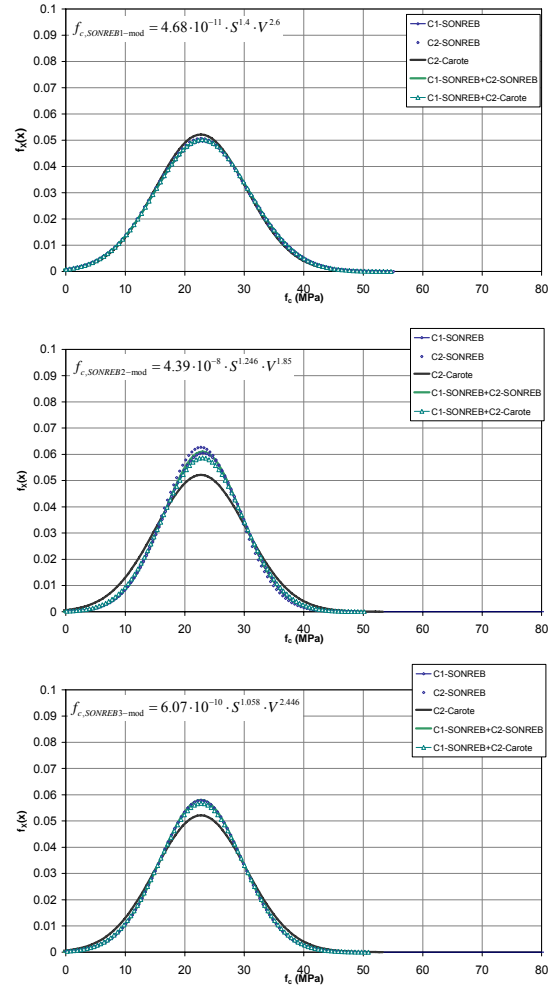 f_{c,SONREB1-mod} = 4.68·10^{-11}·S^{1.4}·V^{2.6}
C1-SONREB
C2-SONREB
C2-Carote
C1-SONREB+C2-SONREB
C1-SONREB+C2-Carote
f_X(x)
0.1
0.09
0.08
0.07
0.06
0.05
0.04
0.03
0.02
0.01
0
0 10 20 30 40 50 60 70 80
f_c (MPa)
f_{c,SONREB2-mod} = 4.39·10^{-8}·S^{1.246}·V^{1.85}
C1-SONREB
C2-SONREB
C2-Carote
C1-SONREB+C2-SONREB
C1-SONREB+C2-Carote
f_X(x)
0.1
0.09
0.08
0.07
0.06
0.05
0.04
0.03
0.02
0.01
0
0 10 20 30 40 50 60 70 80
f_c (MPa)
f_{c,SONREB3-mod} = 6.07·10^{-10}·S^{1.058}·V^{2.446}
C1-SONREB
C2-SONREB
C2-Carote
C1-SONREB+C2-SONREB
C1-SONREB+C2-Carote
f_X(x)
0.1
0.09
0.08
0.07
0.06
0.05
0.04
0.03
0.02
0.01
0
0 10 20 30 40 50 60 70 80
f_c (MPa)